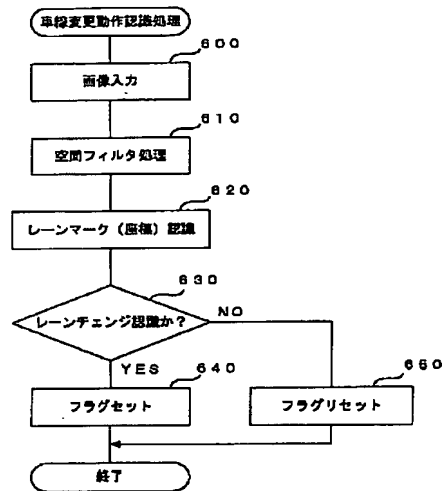 車線変更動作認識処理
600
画像入力
610
空間フィルタ処理
620
レーンマーク(座標)認識
630
レーンチェンジ認識か?
NO
YES
640
650
フラグセット
フラグリセット
終了